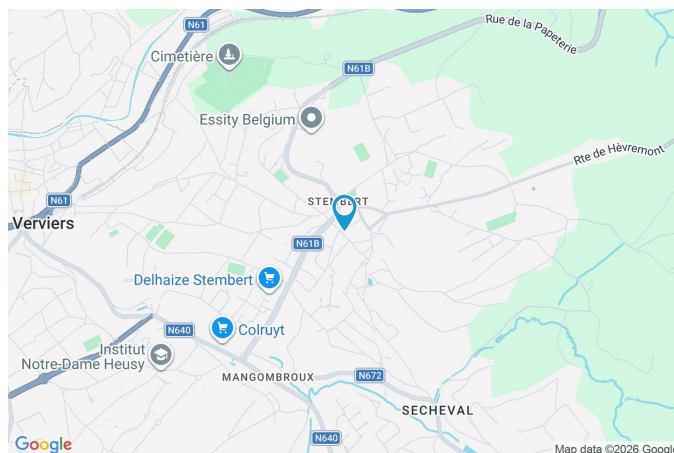 N61
Rue de la Papeterie
Cimetière
N61B
Essity Belgium
Rte de Hèvremont
N61
STEMBERT
Verviers
N61B
Delhaize Stembert
Colruyt
N640
Institut
Notre-Dame Heusy
MANGOMBROUX
N672
SECHEVAL
N640
Google
Map data ©2026 Google